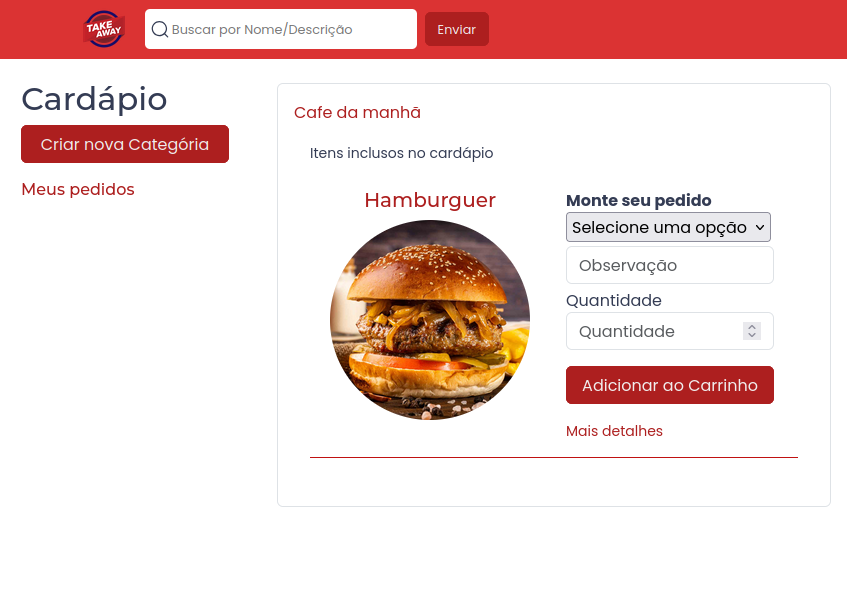 TAKE
AWAY
Buscar por Nome/Descrição
Enviar
Cardápio
Criar nova Categória
Meus pedidos
Cafe da manhã
Itens inclusos no cardápio
Hamburguer
Monte seu pedido
Selecione uma opção
Observação
Quantidade
Quantidade
Adicionar ao Carrinho
Mais detalhes